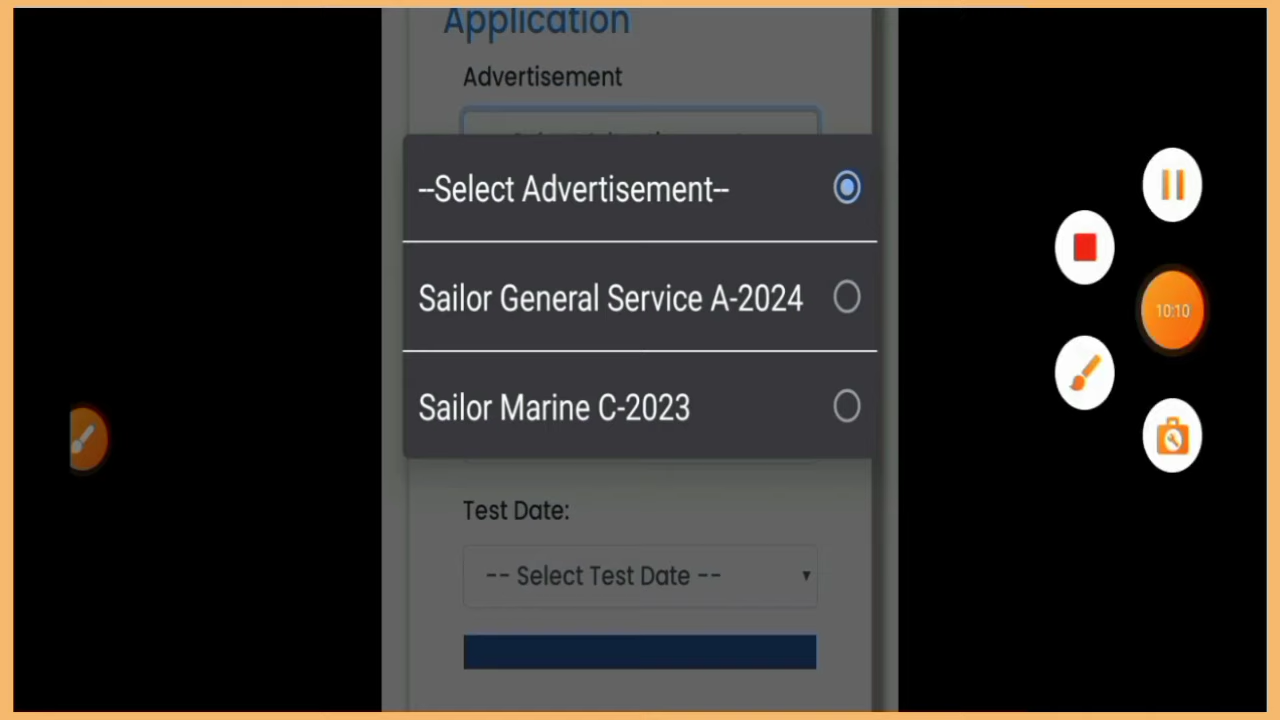 Application
Advertisement
--Select Advertisement--
Sailor General Service A-2024
Sailor Marine C-2023
Test Date:
-- Select Test Date --
10:10